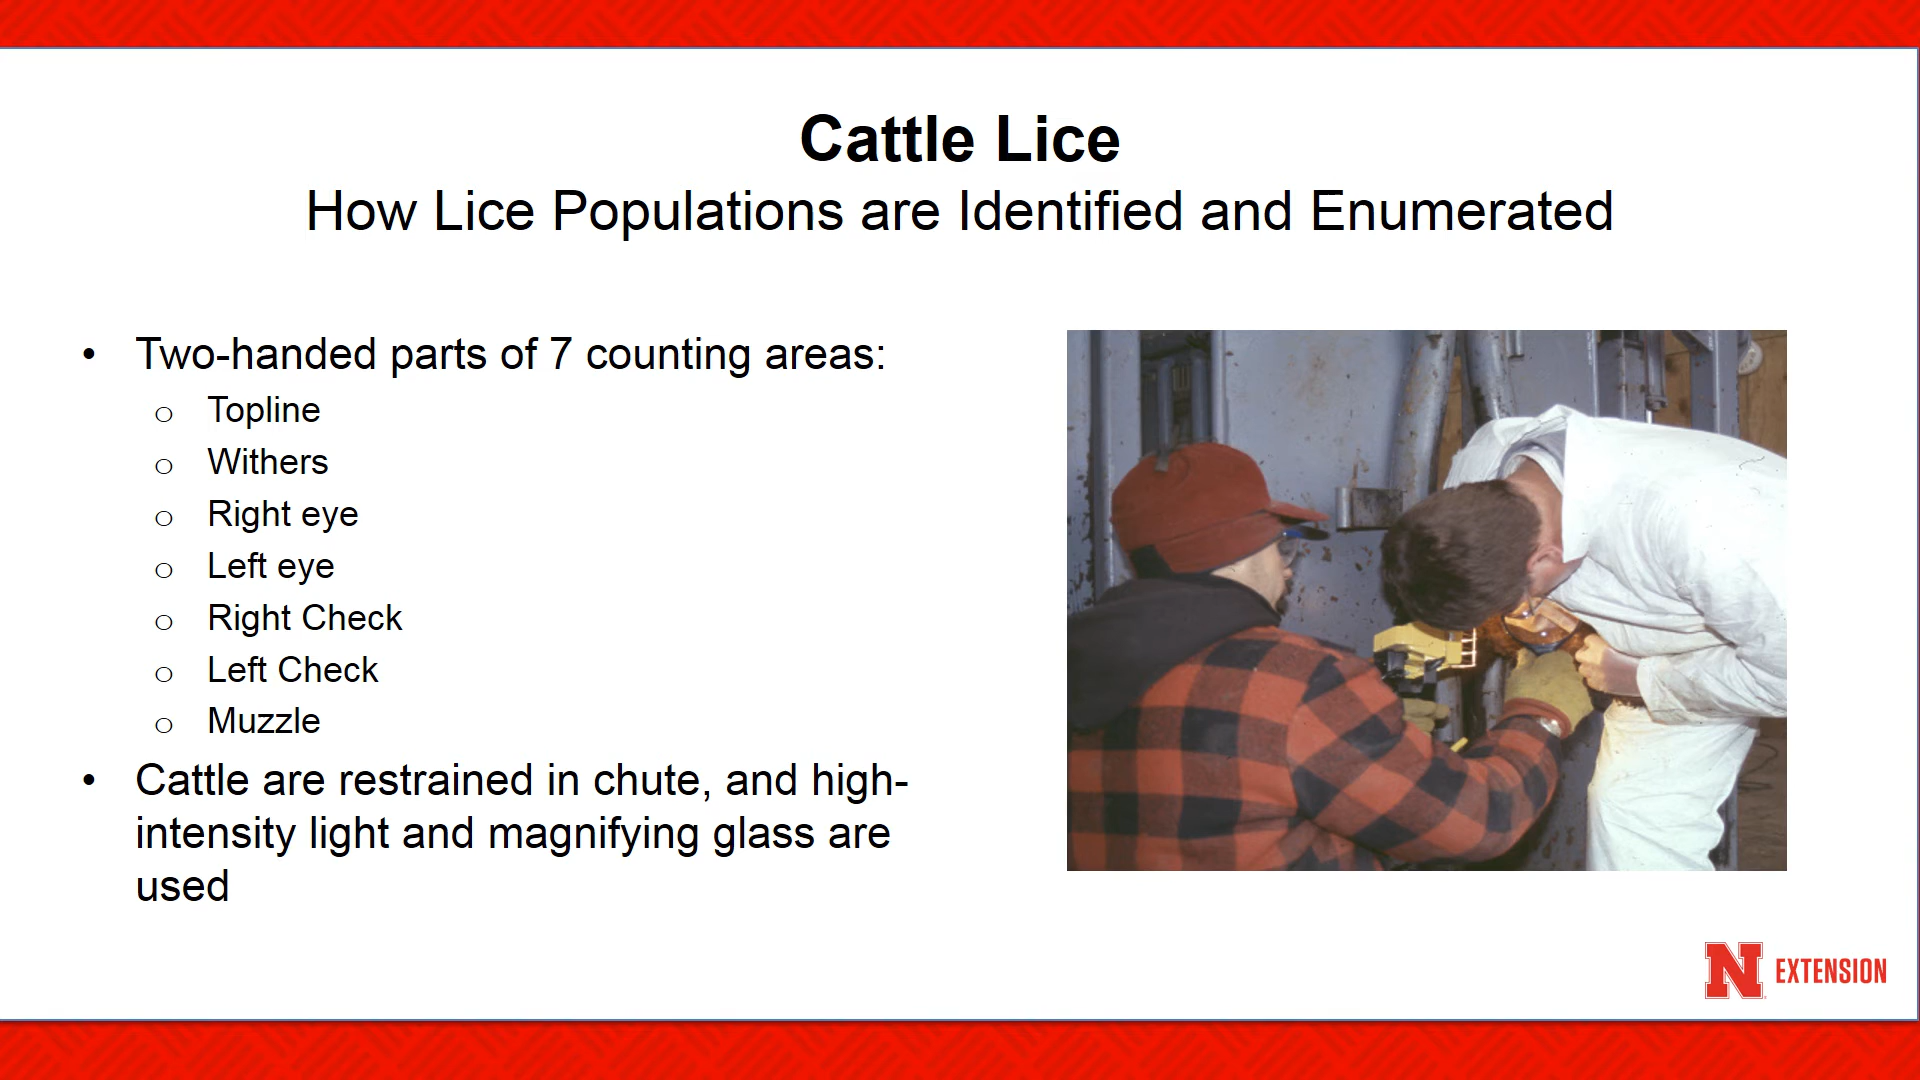 Cattle Lice
How Lice Populations are Identified and Enumerated
• Two-handed parts of 7 counting areas:
o Topline
o Withers
o Right eye
o Left eye
o Right Check
o Left Check
o Muzzle
• Cattle are restrained in chute, and high-
intensity light and magnifying glass are
used
N EXTENSION